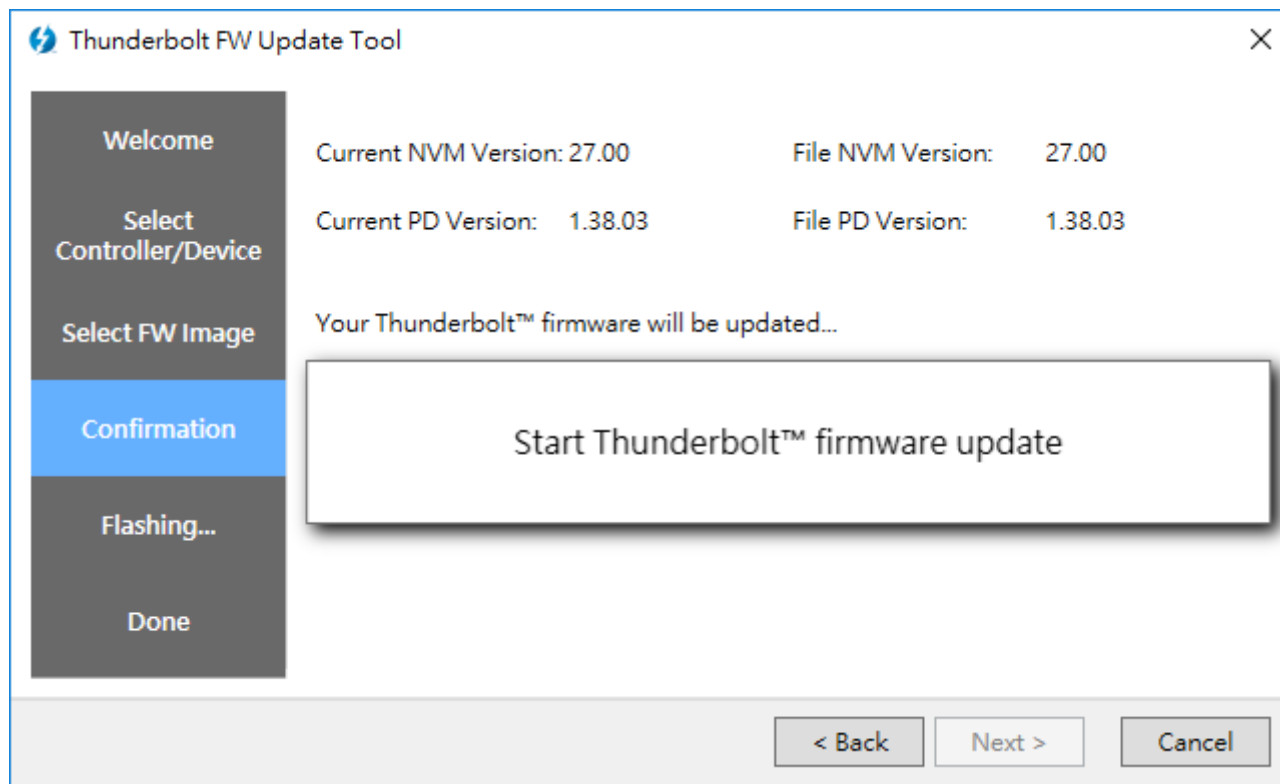 Thunderbolt FW Update Tool
Welcome
Select
Controller/Device
Select FW Image
Confirmation
Flashing...
Done
Current NVM Version: 27.00 File NVM Version: 27.00
Current PD Version: 1.38.03 File PD Version: 1.38.03
Your Thunderbolt™ firmware will be updated...
Start Thunderbolt™ firmware update
< Back Next > Cancel